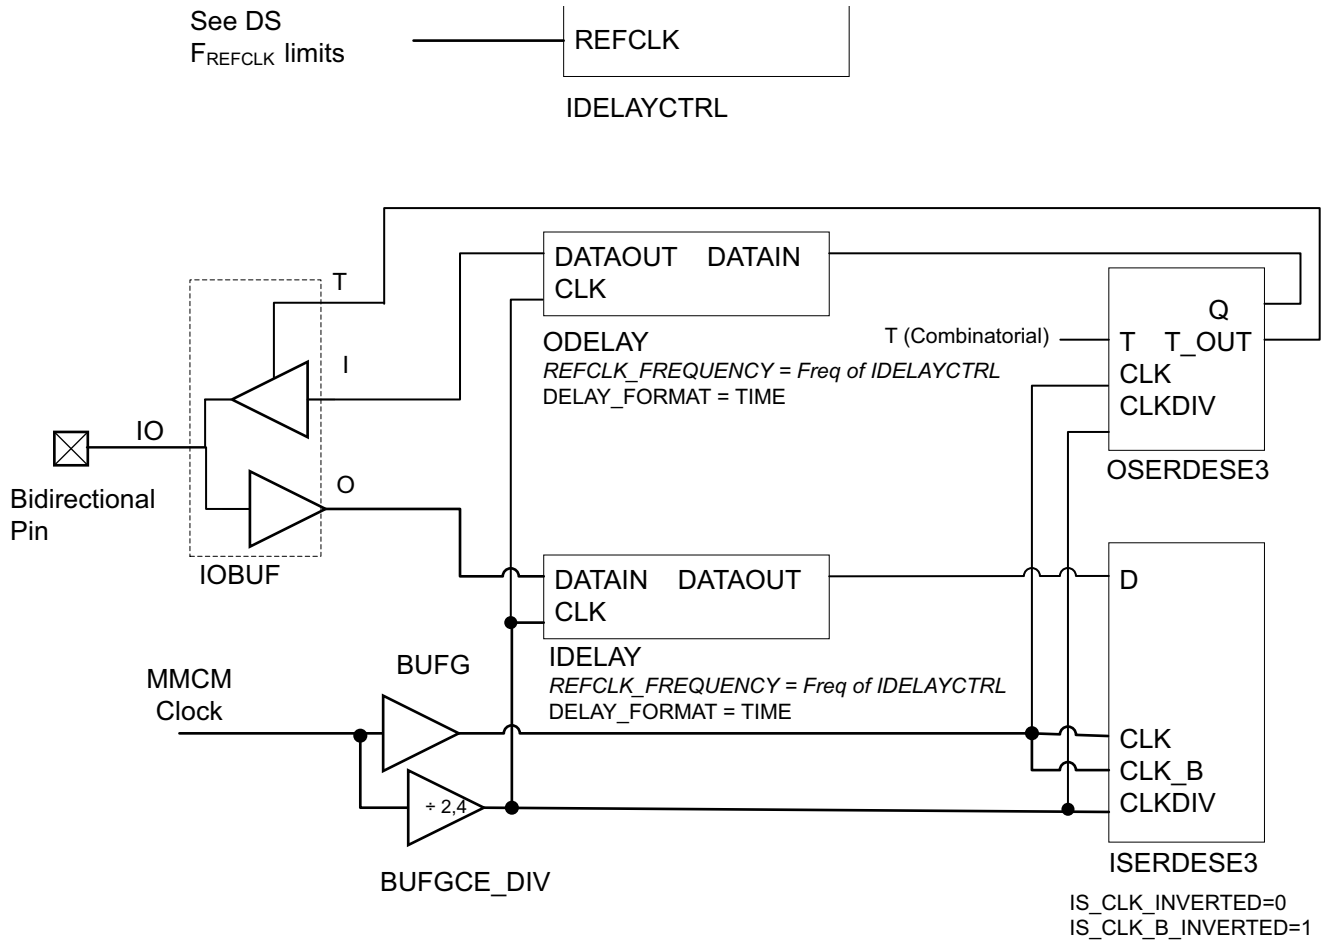 See DS
FREFCLK limits
REFCLK
IDELAYCTRL
T
I
IO
O
Bidirectional
Pin
IOBUF
DATAOUT DATAIN
CLK
ODELAY
REFCLK_FREQUENCY = Freq of IDELAYCTRL
DELAY_FORMAT = TIME
T (Combinatorial)
Q
T T_OUT
CLK
CLKDIV
OSERDESE3
DATAIN DATAOUT
CLK
IDELAY
REFCLK_FREQUENCY = Freq of IDELAYCTRL
DELAY_FORMAT = TIME
BUFG
MMCM
Clock
÷ 2,4
BUFGCE_DIV
D
CLK
CLK_B
CLKDIV
ISERDESE3
IS_CLK_INVERTED=0
IS_CLK_B_INVERTED=1